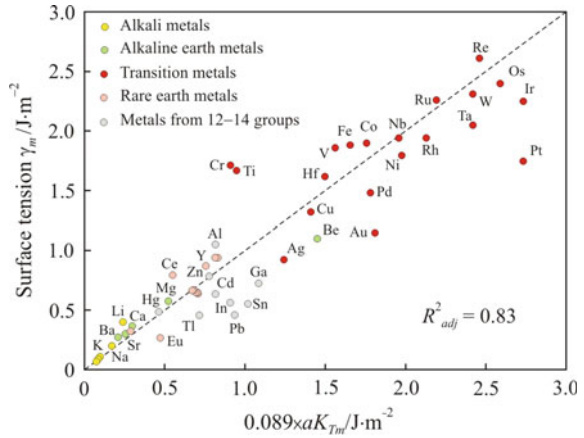 3.0
2.5
2.0
1.5
1.0
0.5
0
Surface tension γm/J·m−2
Alkali metals
Alkaline earth metals
Transition metals
Rare earth metals
Metals from 12−14 groups
Re
Os
Ir
Ru
W
Ta
Pt
Nb
Co
Fe
V
Rh
Ni
Cr
Ti
Hf
Pd
Cu
Au
Be
Ag
Al
Y
Ce
Zn
Ga
Cd
Mg
Hg
In
Sn
Li
Ca
Tl
Pb
Ba
Sr
Eu
K
Na
R2adj = 0.83
0 0.5 1.0 1.5 2.0 2.5 3.0
0.089×aKTm/J·m−2